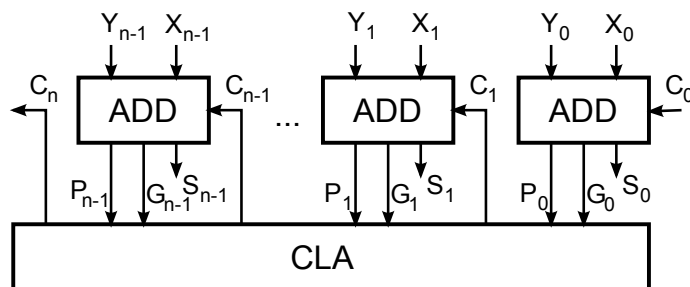 Yn-1 Xn-1 Y1 X1 Y0 X0
Cn ADD Cn-1 ... ADD C1 ADD C0
Pn-1 Gn-1 Sn-1 P1 G1 S1 P0 G0 S0
CLA